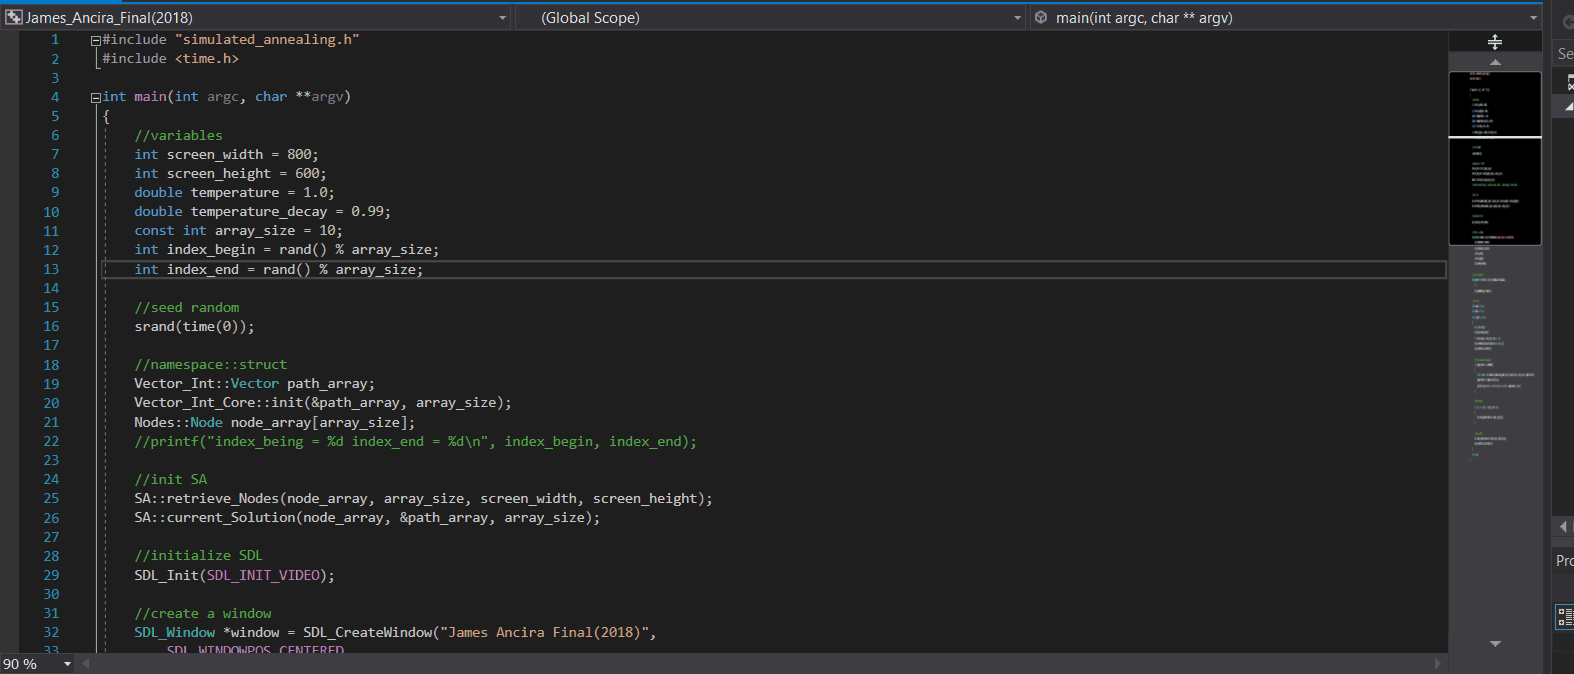 James_Ancira_Final(2018) (Global Scope) main(int argc, char ** argv)
Se
1 #include "simulated_annealing.h"
2 #include <time.h>
3
4 int main(int argc, char **argv)
5 {
6 //variables
7 int screen_width = 800;
8 int screen_height = 600;
9 double temperature = 1.0;
10 double temperature_decay = 0.99;
11 const int array_size = 10;
12 int index_begin = rand() % array_size;
13 int index_end = rand() % array_size;
14
15 //seed random
16 srand(time(0));
17
18 //namespace::struct
19 Vector_Int::Vector path_array;
20 Vector_Int_Core::init(&path_array, array_size);
21 Nodes::Node node_array[array_size];
22 //printf("index_being = %d index_end = %d\n", index_begin, index_end);
23
24 //init SA
25 SA::retrieve_Nodes(node_array, array_size, screen_width, screen_height);
26 SA::current_Solution(node_array, &path_array, array_size);
27
28 //initialize SDL
29 SDL_Init(SDL_INIT_VIDEO);
30
31 //create a window
32 SDL_Window *window = SDL_CreateWindow("James Ancira Final(2018)",
33 SDL_WINDOWPOS_CENTERED
Pro
90 %